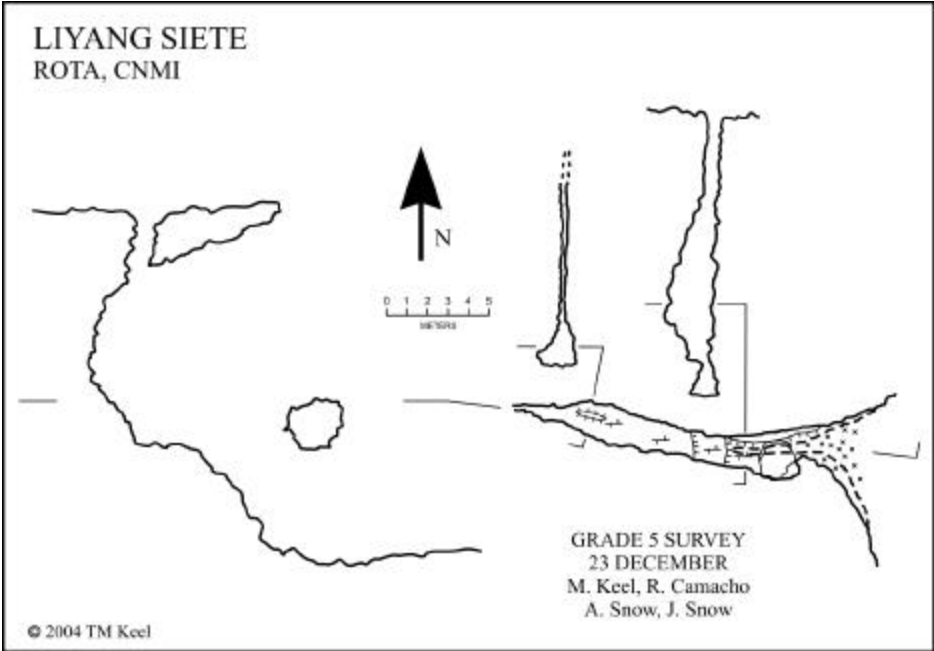 LIYANG SIETE
ROTA, CNMI
N
0 1 2 3 4 5
METERS
GRADE 5 SURVEY
23 DECEMBER
M. Keel, R. Camacho
A. Snow, J. Snow
© 2004 TM Keel